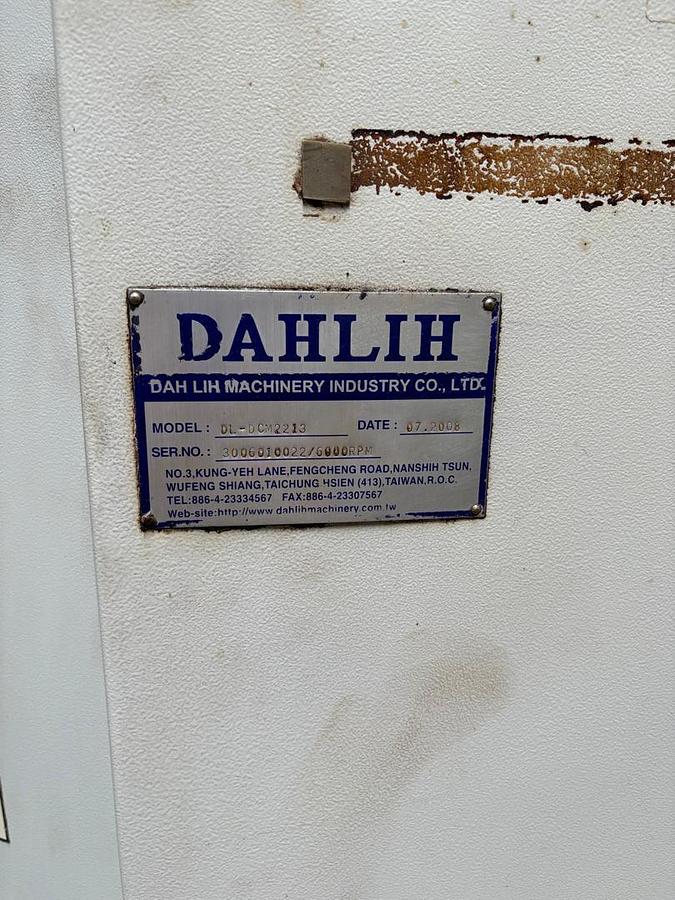 DAHLIH
DAH LIH MACHINERY INDUSTRY CO., LTD.
MODEL: DL-DCM2213 DATE: 07.2008
SER.NO.: 3006010022/6000RPM
NO.3,KUNG-YEH LANE,FENGCHENG ROAD,NANSHIH TSUN,
WUFENG SHIANG,TAICHUNG HSIEN (413),TAIWAN,R.O.C.
TEL:886-4-23334567 FAX:886-4-23307567
Web-site:http://www.dahlihmachinery.com.tw